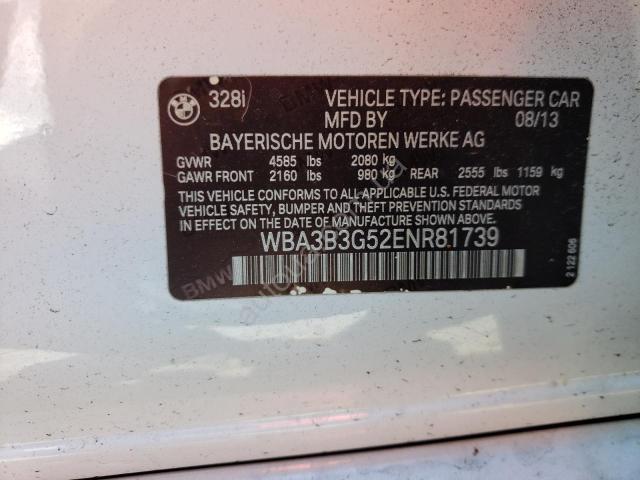 328i VEHICLE TYPE: PASSENGER CAR
MFD BY 08/13
BAYERISCHE MOTOREN WERKE AG
GVWR 4585 lbs 2080 kg
GAWR FRONT 2160 lbs 980 kg REAR 2555 lbs 1159 kg
THIS VEHICLE CONFORMS TO ALL APPLICABLE U.S. FEDERAL MOTOR
VEHICLE SAFETY, BUMPER AND THEFT PREVENTION STANDARDS
IN EFFECT ON THE DATE OF MANUFACTURE SHOWN ABOVE.
WBA3B3G52ENR81739
2 122 606